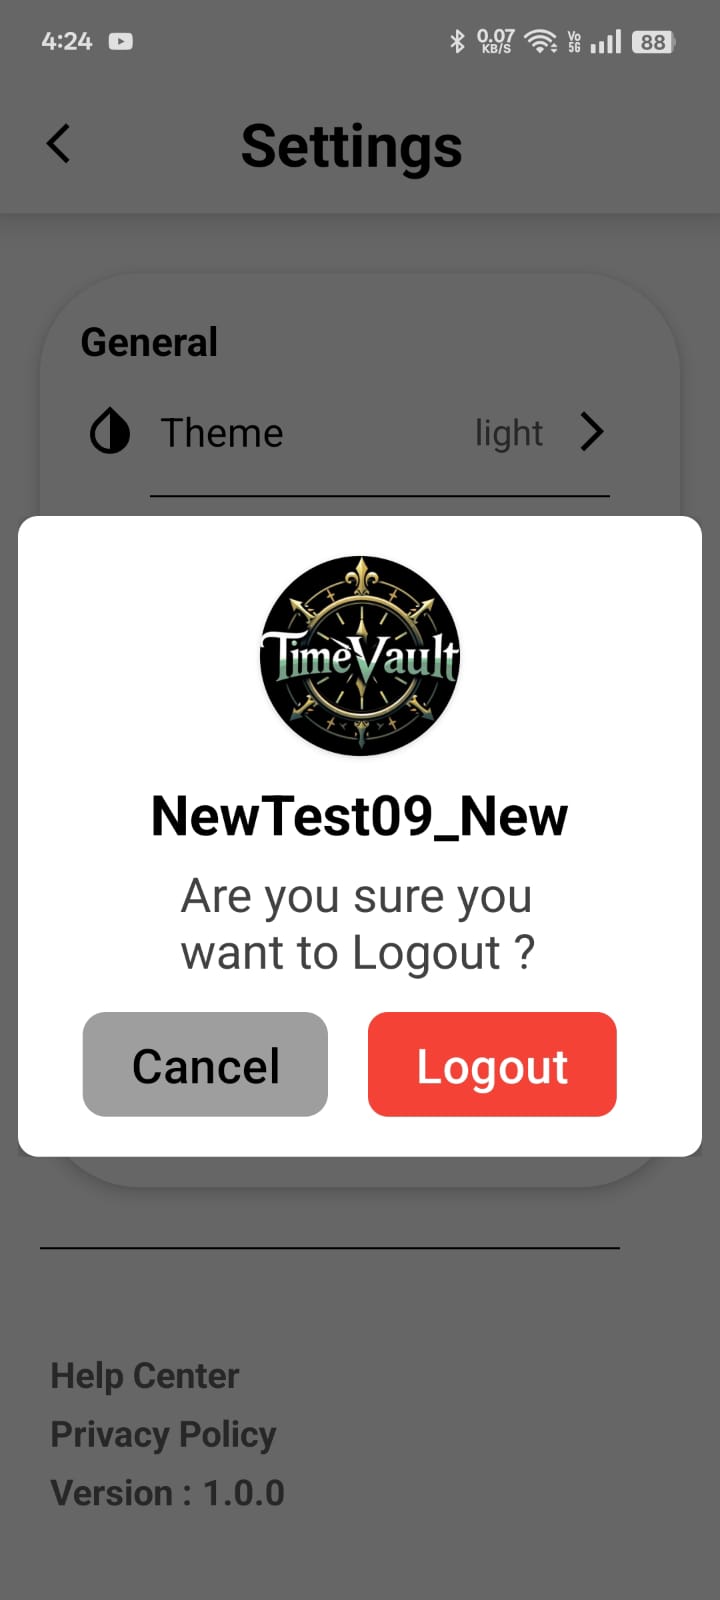 4:24
0.07
KB/S
Vo
5G
88
Settings
General
Theme
light
TimeVault
NewTest09_New
Are you sure you
want to Logout ?
Cancel
Logout
Help Center
Privacy Policy
Version : 1.0.0